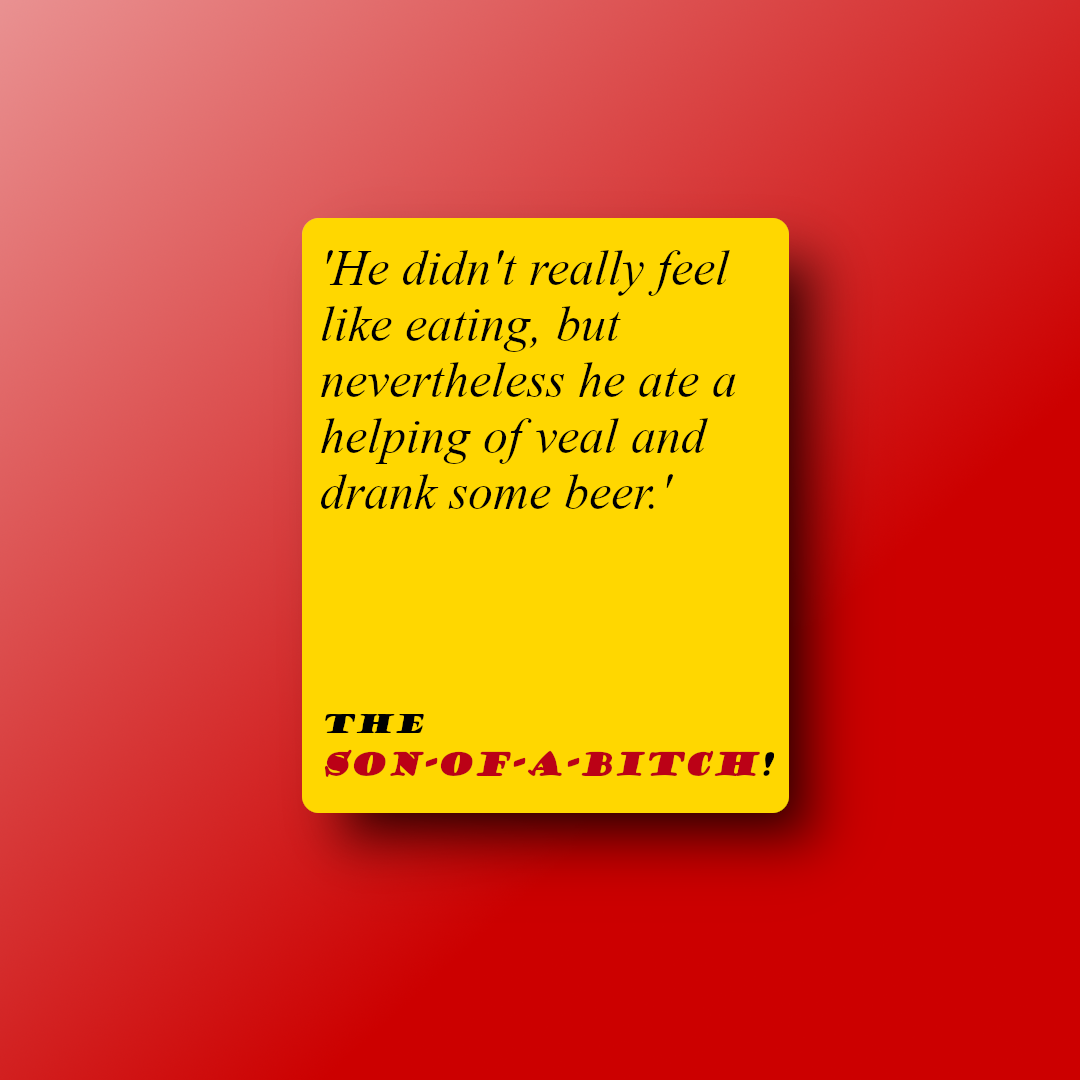 'He didn't really feel
like eating, but
nevertheless he ate a
helping of veal and
drank some beer.'
THE
SON-OF-A-BITCH!